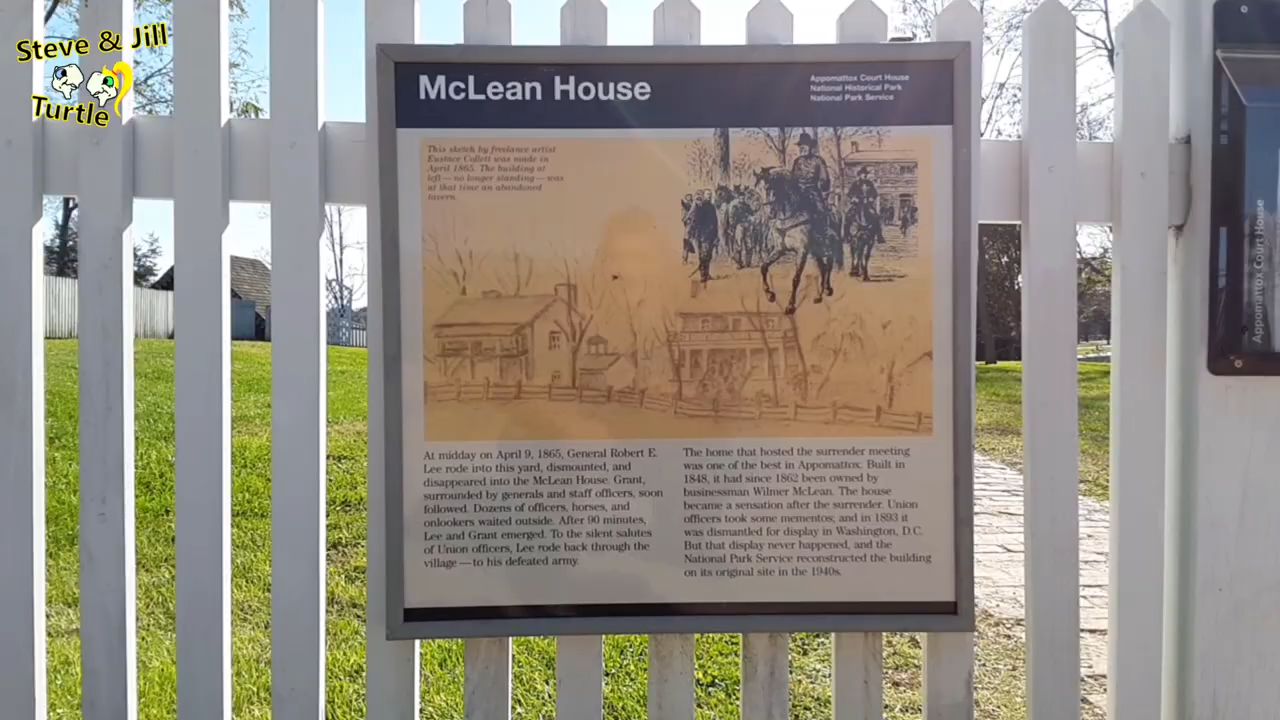 Steve & Jill
Turtle
McLean House
Appomattox Court House
National Historical Park
National Park Service
This sketch by freelance artist
Eustace Collett was made in
April 1865. The building at
left—no longer standing—was
at that time an abandoned
tavern.
At midday on April 9, 1865, General Robert E.
Lee rode into this yard, dismounted, and
disappeared into the McLean House. Grant,
surrounded by generals and staff officers, soon
followed. Dozens of officers, horses, and
onlookers waited outside. After 90 minutes,
Lee and Grant emerged. To the silent salutes
of Union officers, Lee rode back through the
village—to his defeated army.
The home that hosted the surrender meeting
was one of the best in Appomattox. Built in
1848, it had since 1862 been owned by
businessman Wilmer McLean. The house
became a sensation after the surrender. Union
officers took some mementos; and in 1893 it
was dismantled for display in Washington, D.C.
But that display never happened, and the
National Park Service reconstructed the building
on its original site in the 1940s.
Appomattox Court House